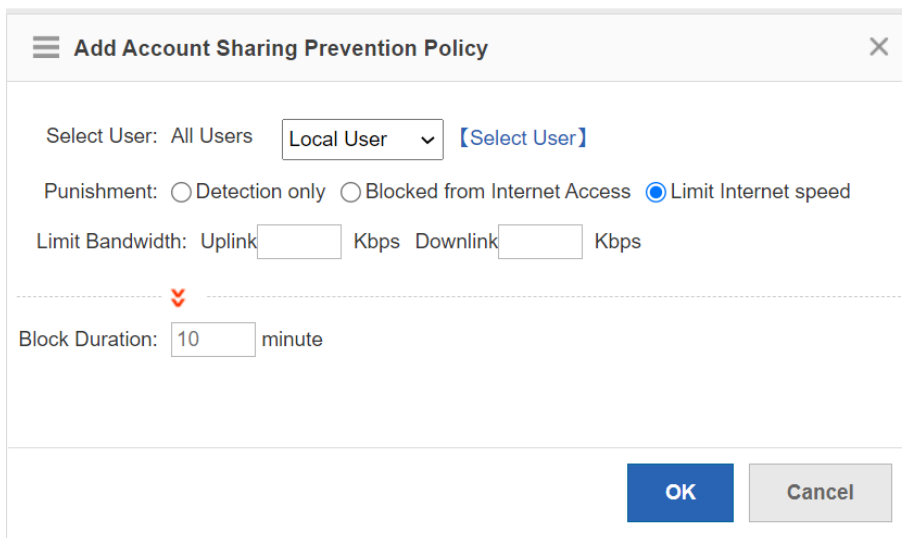 Add Account Sharing Prevention Policy
Select User: All Users Local User 【Select User】
Punishment: Detection only Blocked from Internet Access Limit Internet speed
Limit Bandwidth: Uplink Kbps Downlink Kbps
Block Duration: 10 minute
OK Cancel